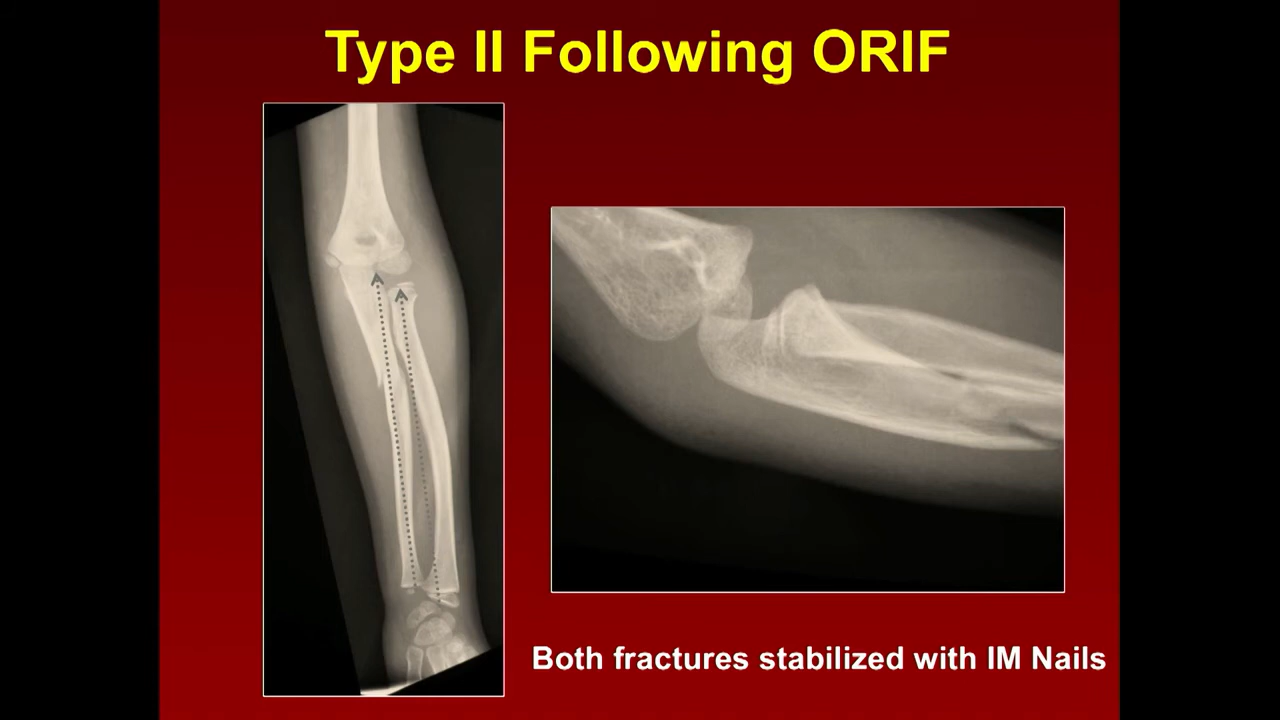 Type II Following ORIF
Both fractures stabilized with IM Nails